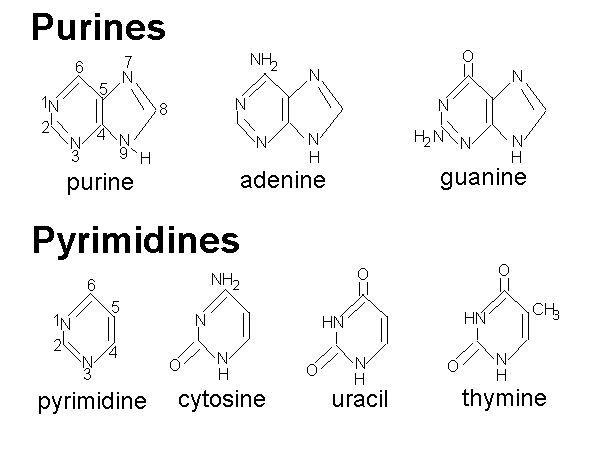 Purines
6 7 NH2 O
N 5 N N N
1 N 8 N N
2 4 H2N N N
N N N N N
3 9 H H H
purine adenine guanine
Pyrimidines
6 NH2 O O
5 CH3
1 N N HN HN
2 4 O N O N O N
N H H H
3
pyrimidine cytosine uracil thymine